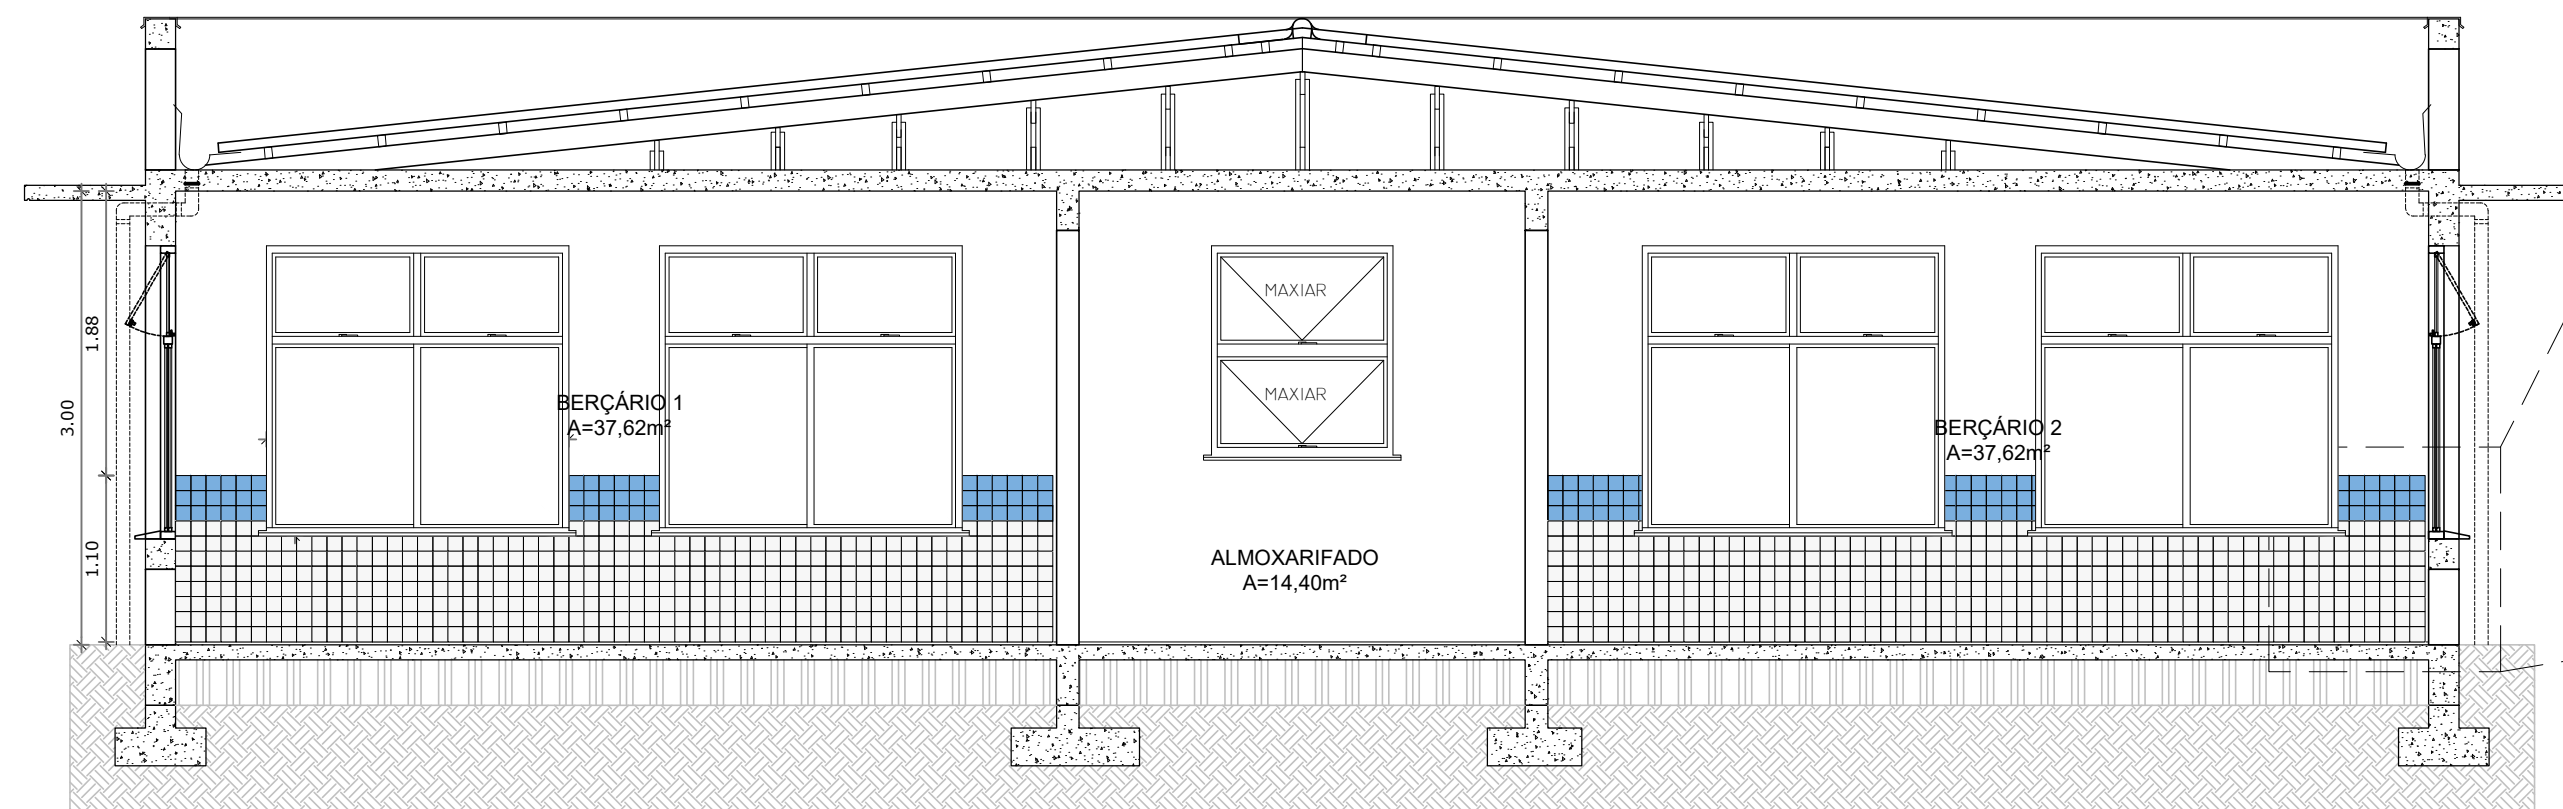 MAXIAR
MAXIAR
1.88
3.00
1.10
BERÇÁRIO 1
A=37,62m²
BERÇÁRIO 2
A=37,62m²
ALMOXARIFADO
A=14,40m²